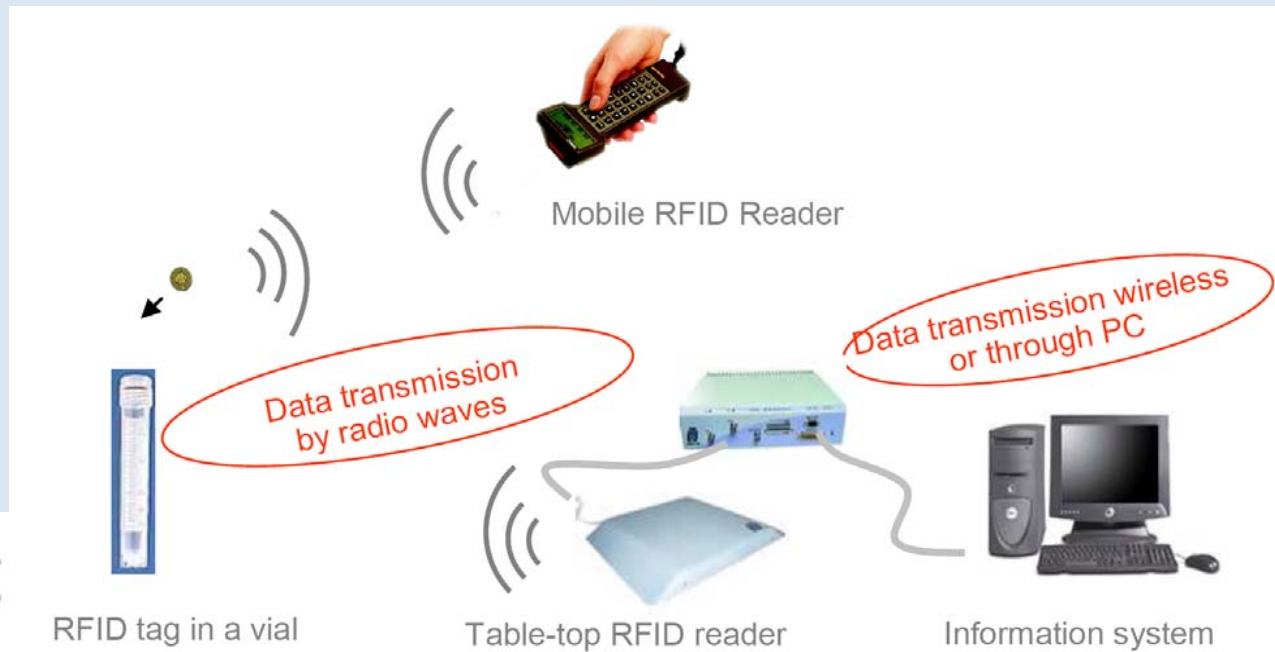 Mobile RFID Reader
Data transmission wireless
or through PC
Data transmission
by radio waves
RFID tag in a vial
Table-top RFID reader
Information system